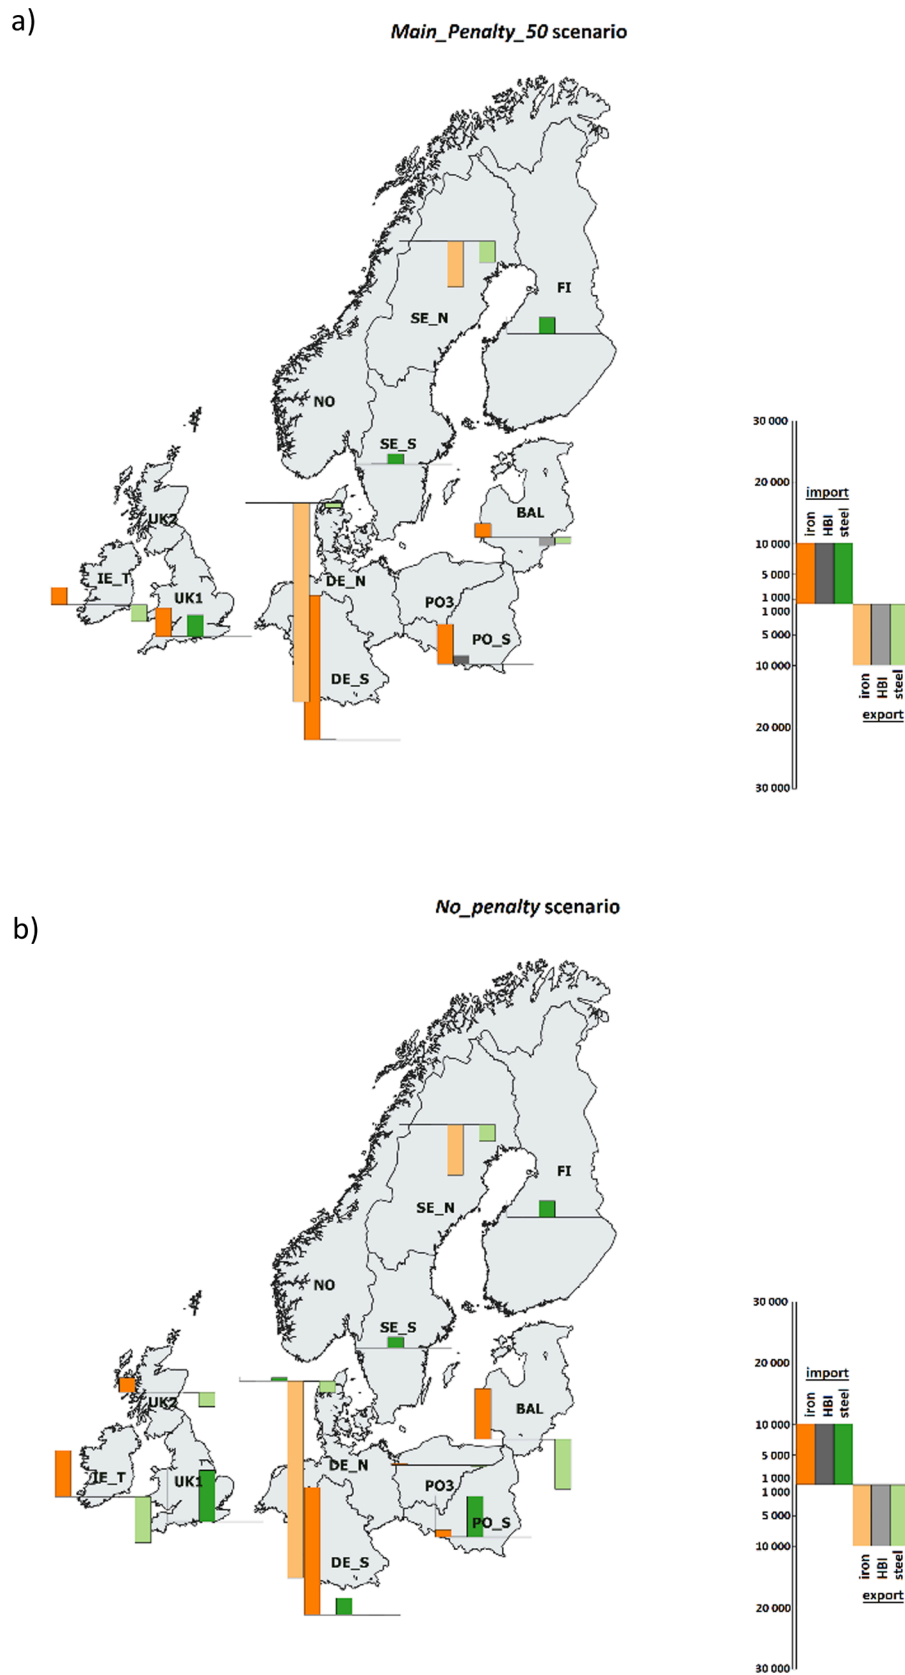 a)
Main_Penalty_50 scenario
FI
SE_N
NO
SE_S
UK2
BAL
IE_T
DE_N
UK1
PO3
PO_S
DE_S
30 000
20 000
import
iron
HBI
steel
10 000
5 000
1 000
1 000
5 000
10 000
iron
HBI
steel
export
20 000
30 000
No_penalty scenario
b)
FI
SE_N
NO
SE_S
UK2
BAL
DE_N
IE_T
UK1
PO3
PO_S
DE_S
30 000
20 000
import
iron
HBI
steel
10 000
5 000
1 000
1 000
5 000
10 000
iron
HBI
steel
export
20 000
30 000